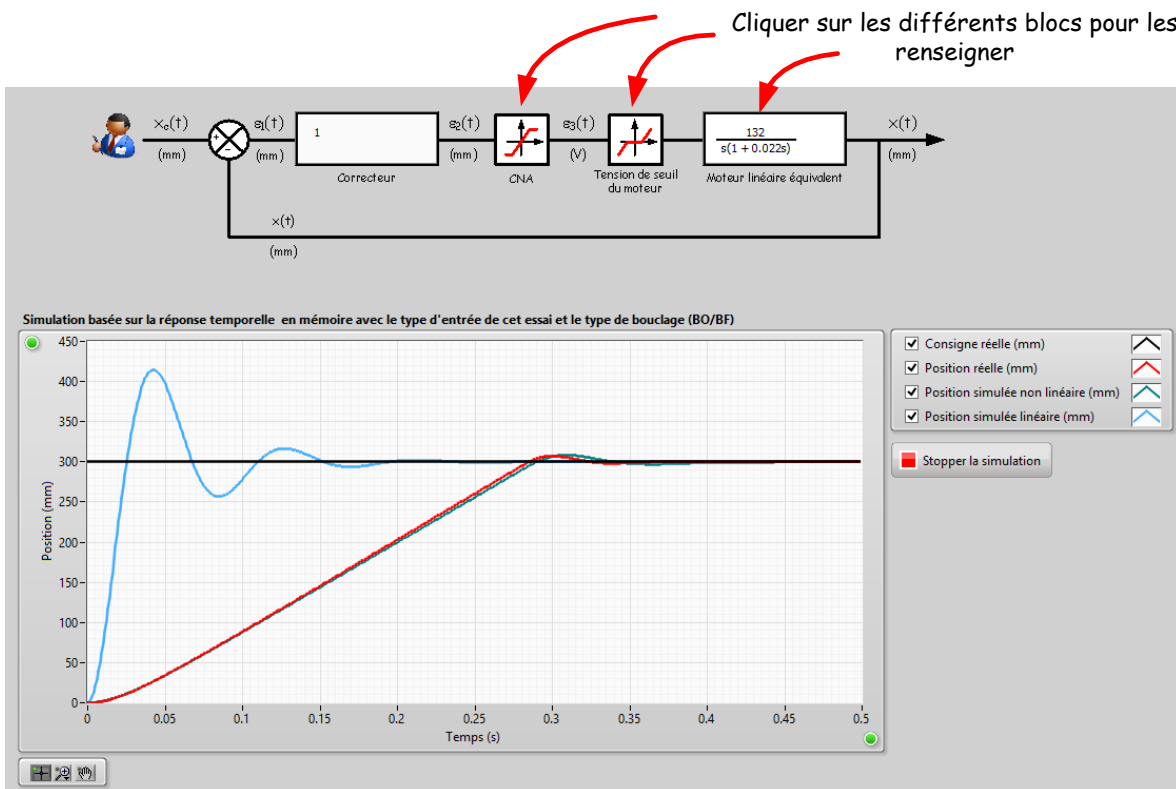 Cliquer sur les différents blocs pour les
renseigner
x_c(t)
(mm)
+
-
ε₁(t)
(mm)
1
Correcteur
ε₂(t)
(mm)
CNA
ε₃(t)
(V)
Tension de seuil
du moteur
132
s(1 + 0.022s)
Moteur linéaire équivalent
x(t)
(mm)
x(t)
(mm)
Simulation basée sur la réponse temporelle en mémoire avec le type d'entrée de cet essai et le type de bouclage (BO/BF)
450
400
350
300
250
200
150
100
50
0
Position (mm)
0 0.05 0.1 0.15 0.2 0.25 0.3 0.35 0.4 0.45 0.5
Temps (s)
Consigne réelle (mm)
Position réelle (mm)
Position simulée non linéaire (mm)
Position simulée linéaire (mm)
Stopper la simulation